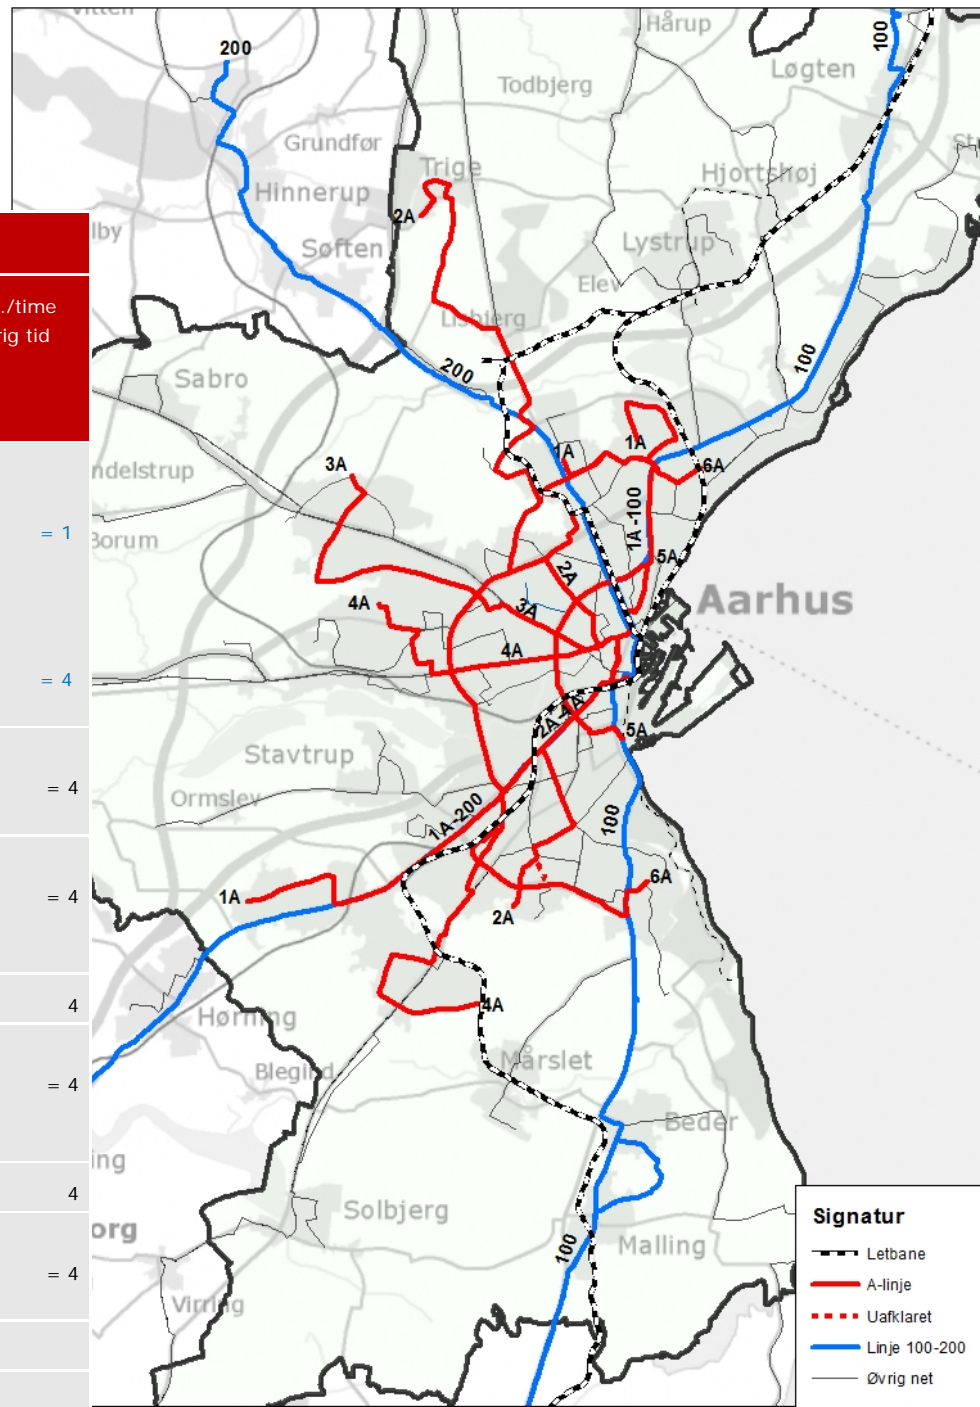 Hårup
100
200
Løgten
Todbjerg
Grundfør
Trige
Hjortshøj
Hinnerup
2A
lby
Søften
Lystrup
Elev
./time
rig tid
Lisbjerg
200
100
Sabro
1A
1A
3A
6A
ndelstrup
1A -100
= 1
Borum
5A
2A
Aarhus
4A
3A
4A
= 4
2A-4A
5A
Stavtrup
= 4
Ormslev
1A-200
100
6A
= 4
1A
2A
4
4A
Hørning
Mårslet
Blegind
= 4
Beder
ing
4
Solbjerg
org
Signatur
Malling
100
Letbane
= 4
A-linje
Virring
Uafklaret
Linje 100-200
Øvrig net